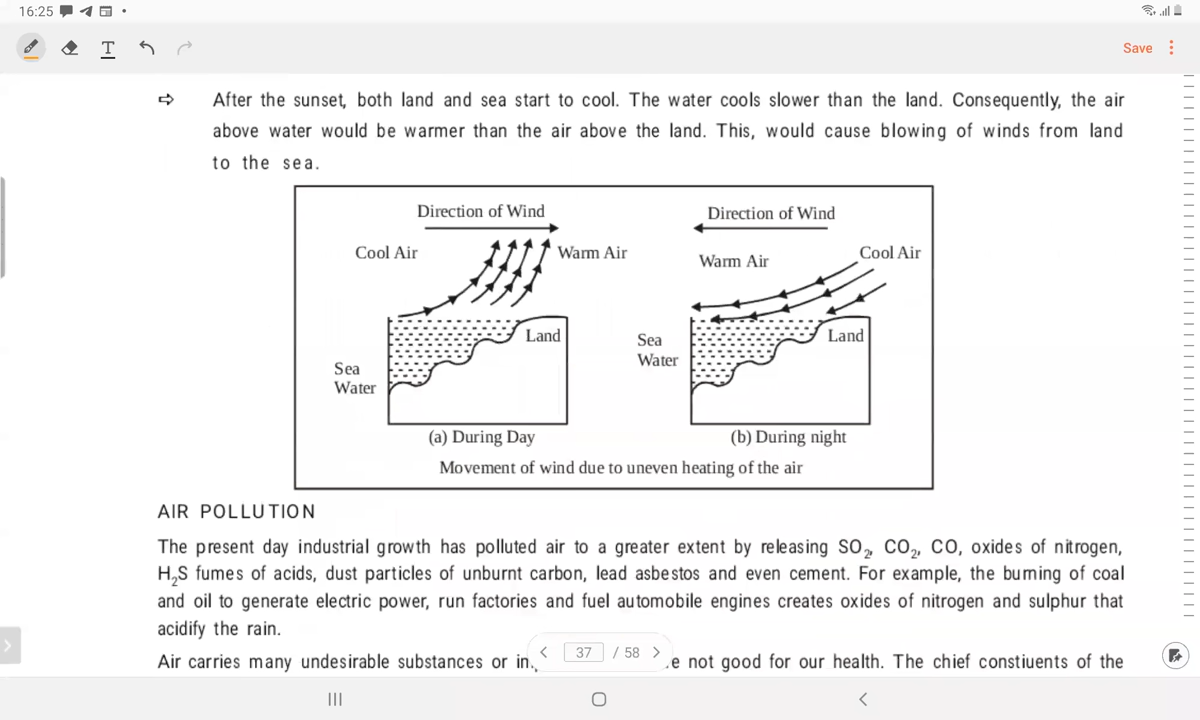 16:25
Save
⇨ After the sunset, both land and sea start to cool. The water cools slower than the land. Consequently, the air
above water would be warmer than the air above the land. This, would cause blowing of winds from land
to the sea.
Direction of Wind
Direction of Wind
Cool Air
Warm Air
Warm Air
Cool Air
Land
Sea
Water
Sea
Water
Land
(a) During Day
(b) During night
Movement of wind due to uneven heating of the air
AIR POLLUTION
The present day industrial growth has polluted air to a greater extent by releasing SO₂, CO₂, CO, oxides of nitrogen,
H₂S fumes of acids, dust particles of unburnt carbon, lead asbestos and even cement. For example, the burning of coal
and oil to generate electric power, run factories and fuel automobile engines creates oxides of nitrogen and sulphur that
acidify the rain.
Air carries many undesirable substances or not good for our health. The chief constiuents of the
37 / 58